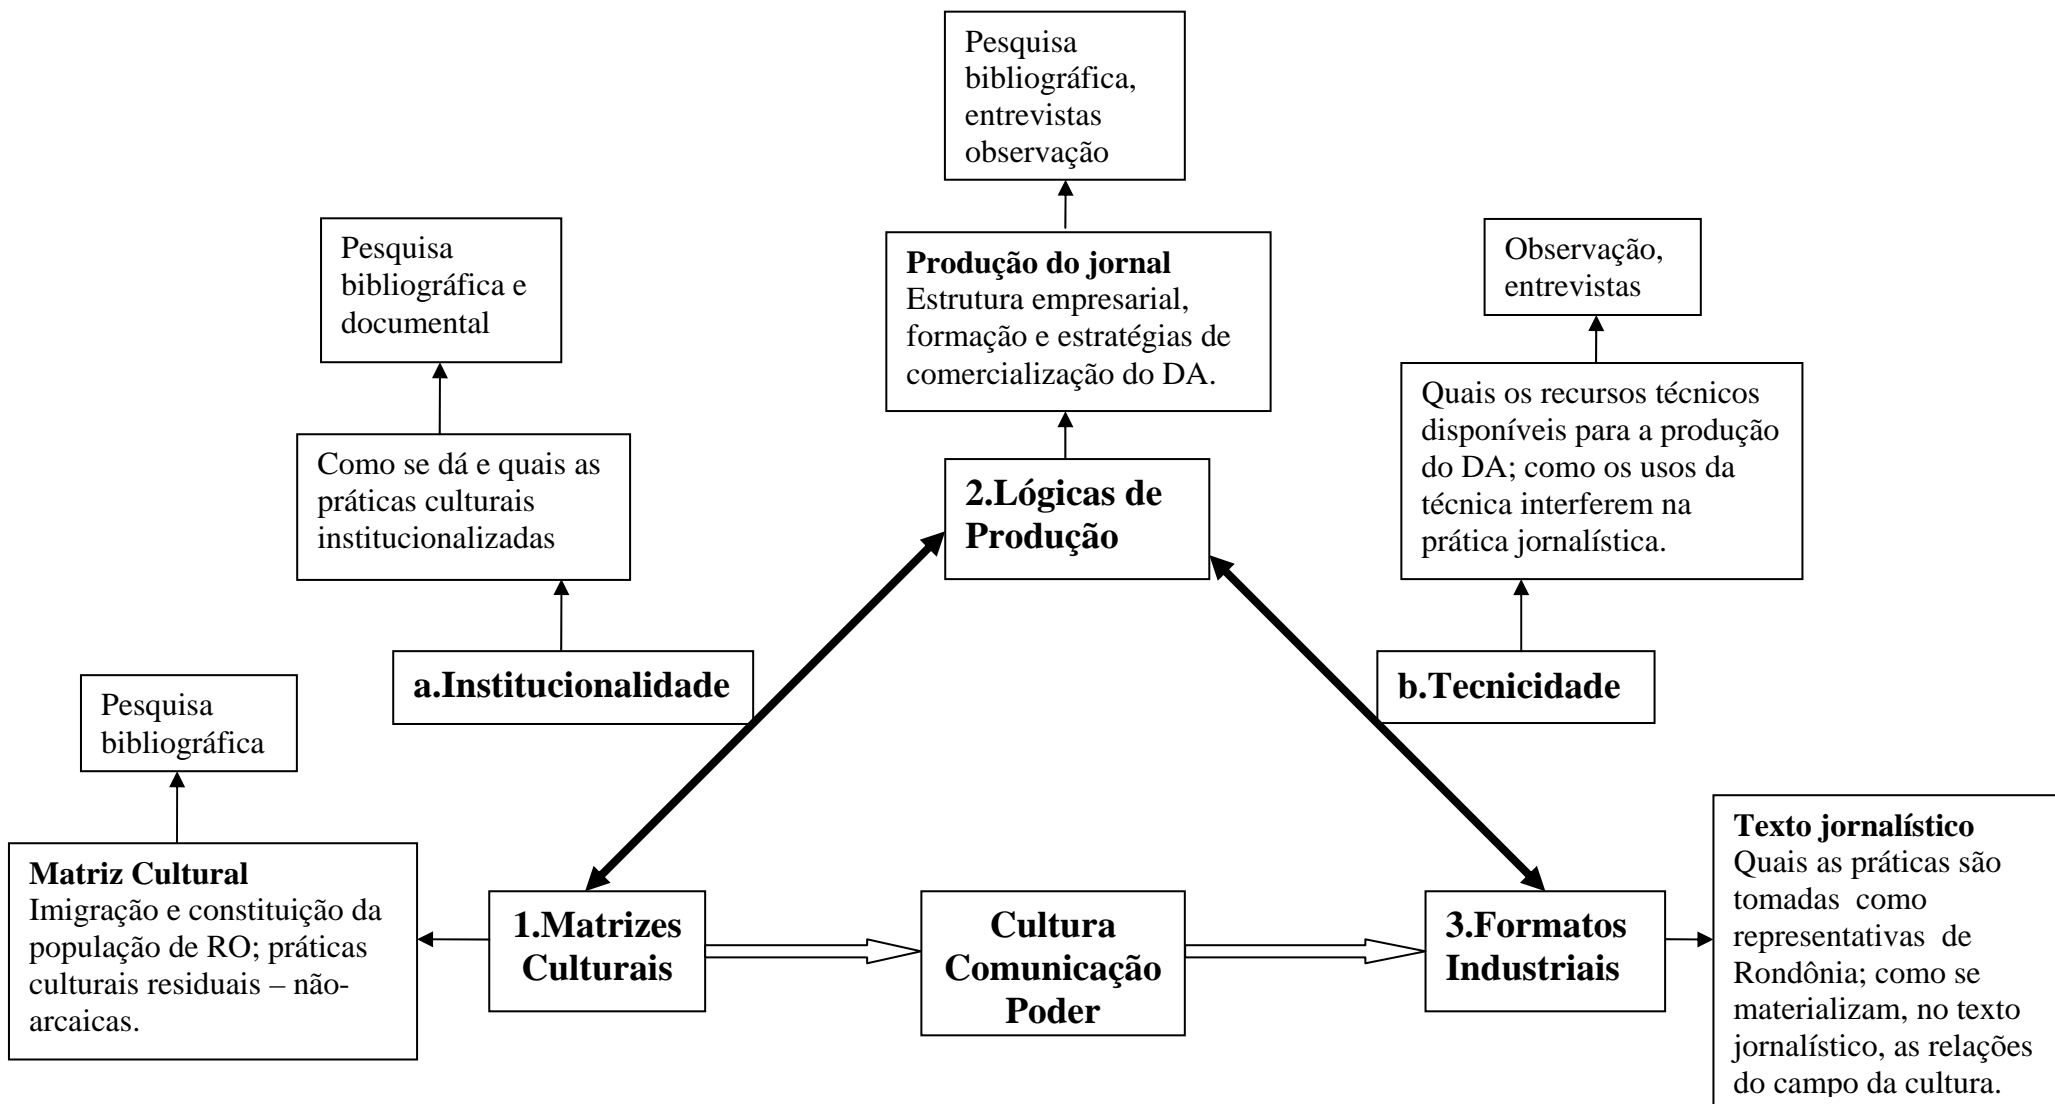 Pesquisa
bibliográfica,
entrevistas
observação
Pesquisa
bibliográfica e
documental
Produção do jornal
Estrutura empresarial,
formação e estratégias de
comercialização do DA.
Observação,
entrevistas
Como se dá e quais as
práticas culturais
institucionalizadas
2.Lógicas de
Produção
Quais os recursos técnicos
disponíveis para a produção
do DA; como os usos da
técnica interferem na
prática jornalística.
a.Institucionalidade
b.Tecnicidade
Pesquisa
bibliográfica
Matriz Cultural
Imigração e constituição da
população de RO; práticas
culturais residuais – não-
arcaicas.
1.Matrizes
Culturais
Cultura
Comunicação
Poder
3.Formatos
Industriais
Texto jornalístico
Quais as práticas são
tomadas como
representativas de
Rondônia; como se
materializam, no texto
jornalístico, as relações
do campo da cultura.